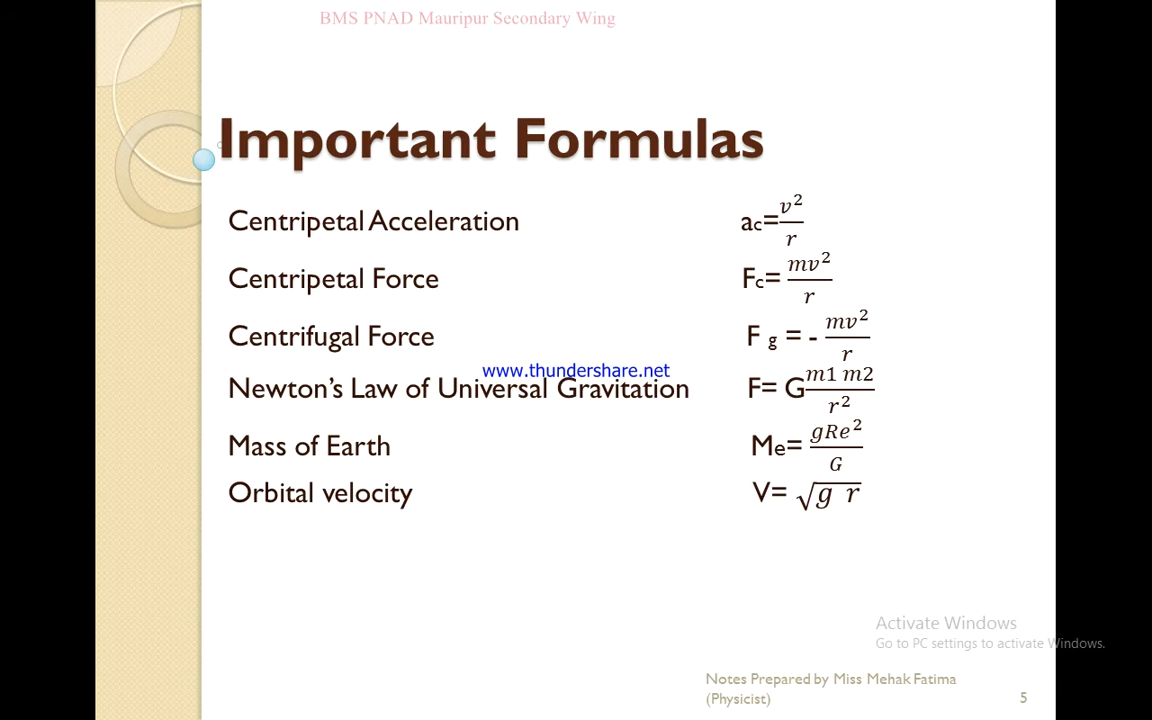 BMS PNAD Mauripur Secondary Wing
Important Formulas
Centripetal Acceleration ac=v²/r
Centripetal Force Fc= mv²/r
Centrifugal Force F g = - mv²/r
www.thundershare.net
Newton's Law of Universal Gravitation F= G m1 m2/r²
Mass of Earth Me= gRe²/G
Orbital velocity V= √g r
Activate Windows
Go to PC settings to activate Windows.
Notes Prepared by Miss Mehak Fatima
(Physicist) 5